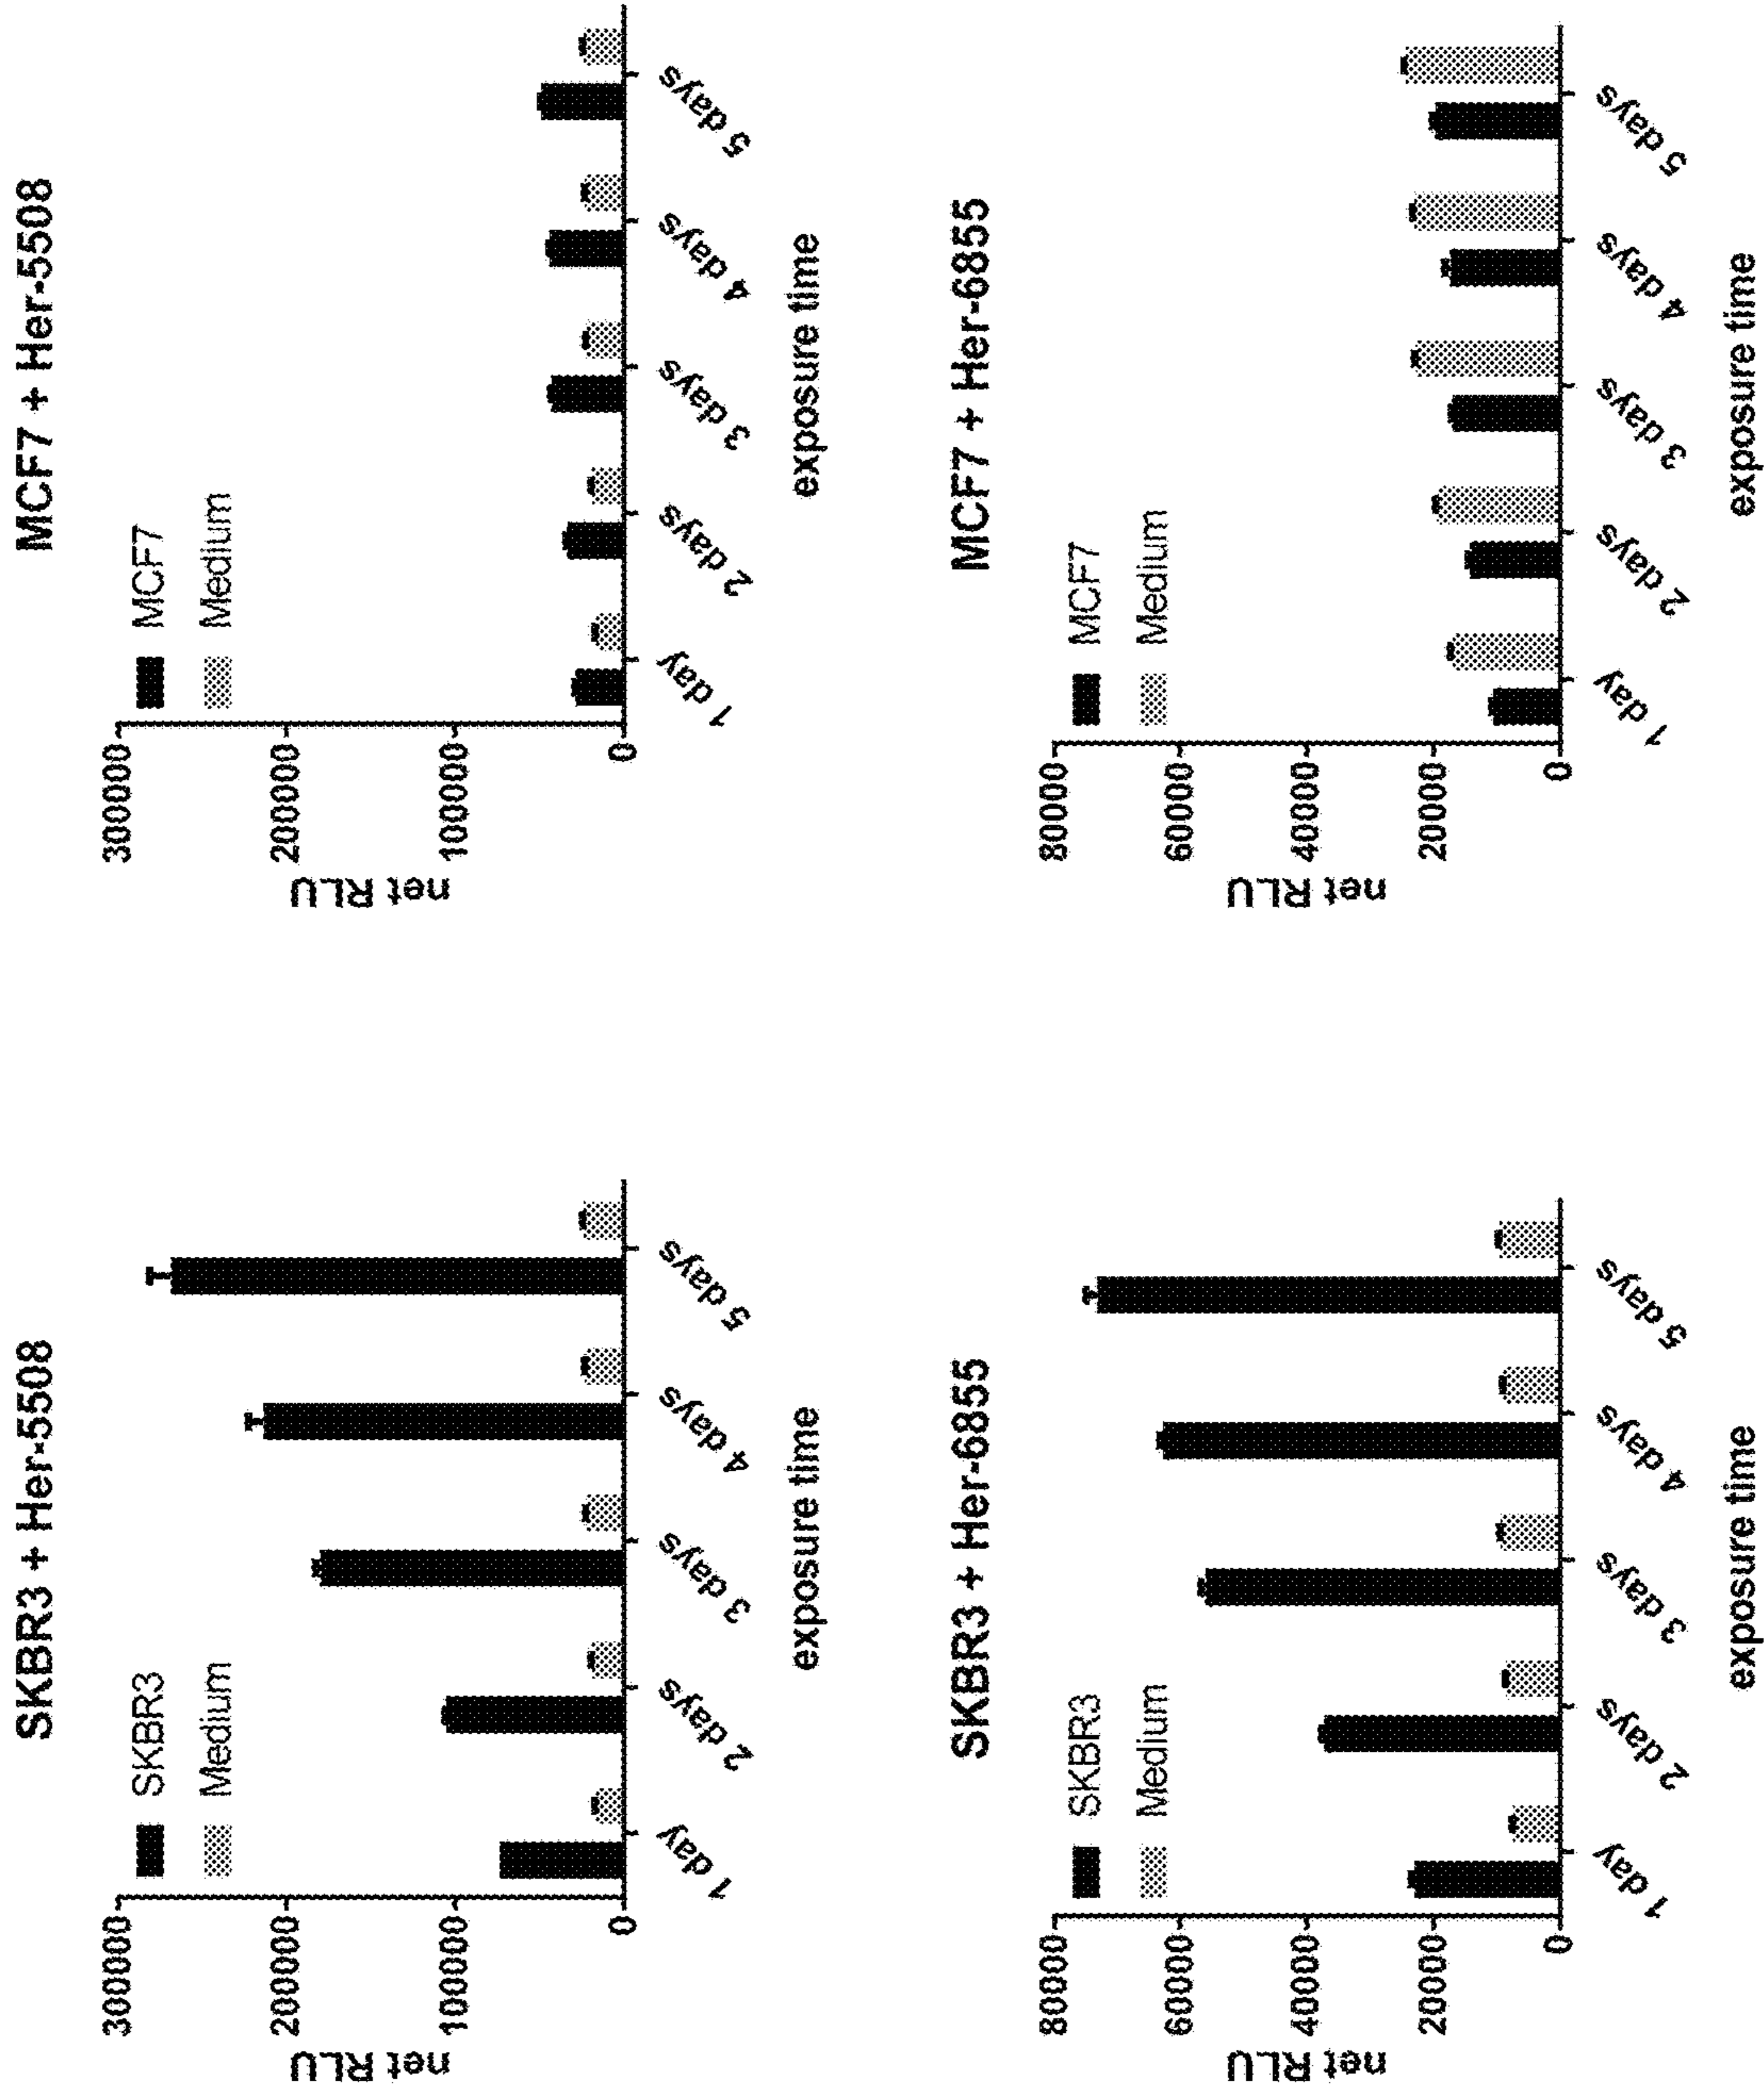 SKBR3 + Her-5508
SKBR3
Medium
net RLU
300000
200000
100000
0
1 day
2 days
3 days
4 days
5 days
exposure time
MCF7 + Her-5508
MCF7
Medium
net RLU
300000
200000
100000
0
1 day
2 days
3 days
4 days
5 days
exposure time
SKBR3 + Her-6855
SKBR3
Medium
net RLU
80000
60000
40000
20000
0
1 day
2 days
3 days
4 days
5 days
exposure time
MCF7 + Her-6855
MCF7
Medium
net RLU
80000
60000
40000
20000
0
1 day
2 days
3 days
4 days
5 days
exposure time